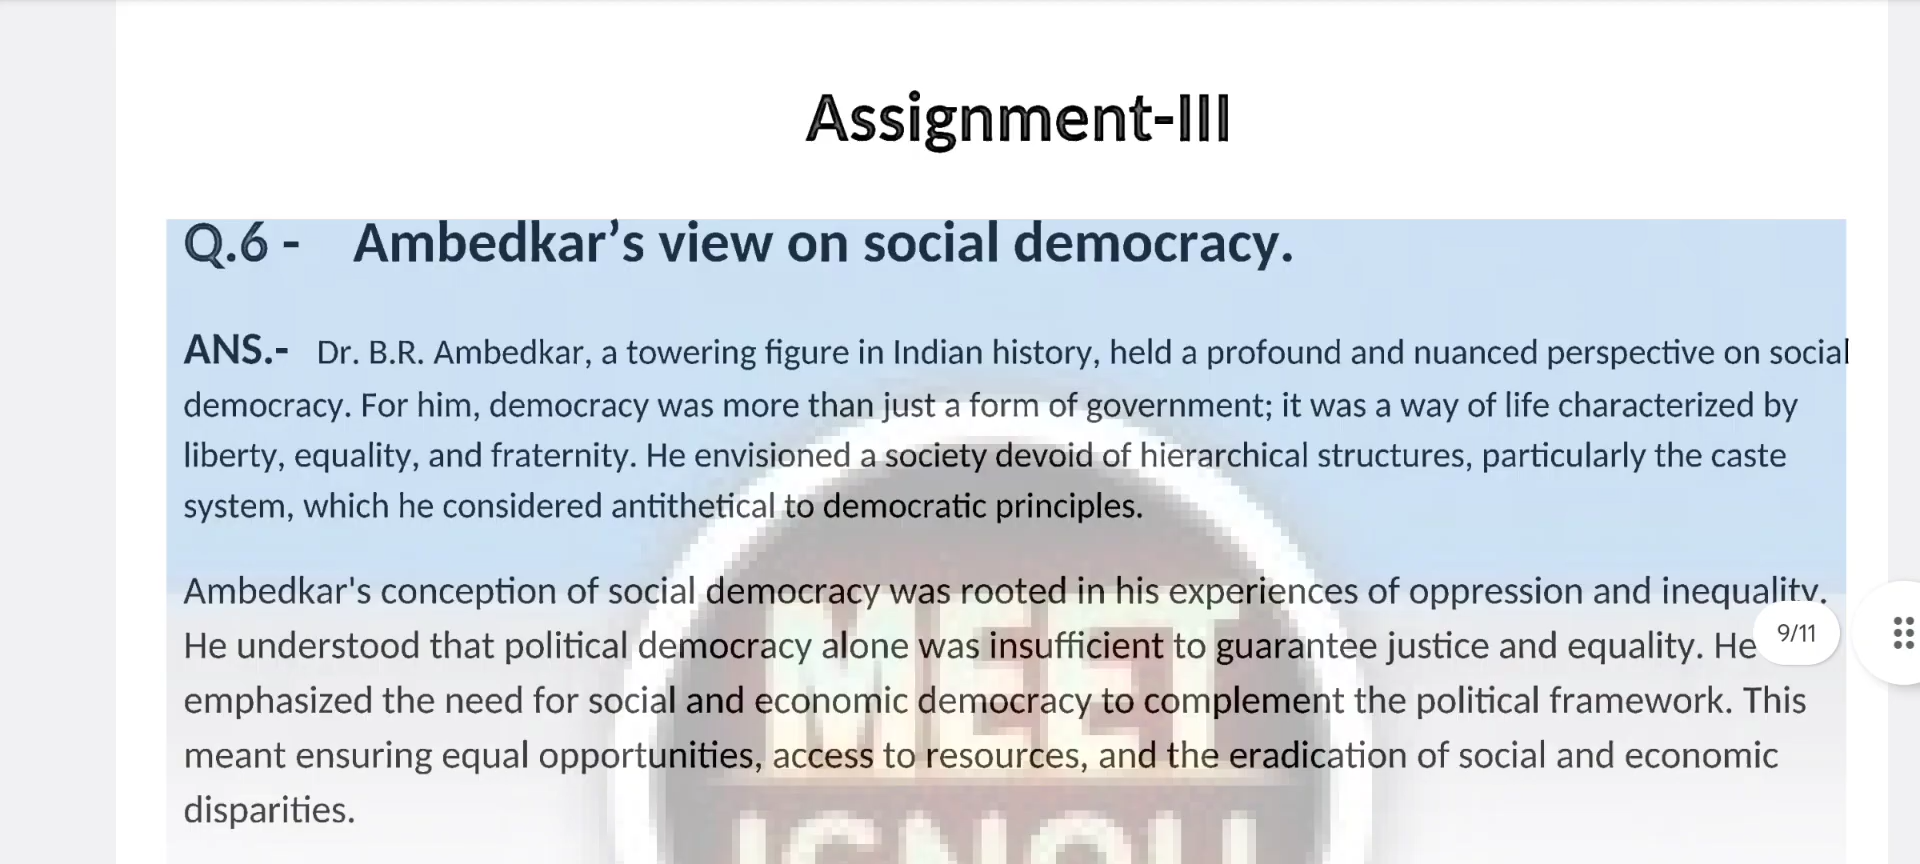 Assignment-III
Q.6 - Ambedkar’s view on social democracy.
ANS.- Dr. B.R. Ambedkar, a towering figure in Indian history, held a profound and nuanced perspective on social
democracy. For him, democracy was more than just a form of government; it was a way of life characterized by
liberty, equality, and fraternity. He envisioned a society devoid of hierarchical structures, particularly the caste
system, which he considered antithetical to democratic principles.
Ambedkar's conception of social democracy was rooted in his experiences of oppression and inequality.
He understood that political democracy alone was insufficient to guarantee justice and equality. He
9/11
emphasized the need for social and economic democracy to complement the political framework. This
meant ensuring equal opportunities, access to resources, and the eradication of social and economic
disparities.
MEET
IGNOU